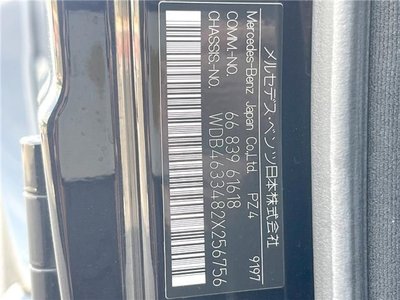 メルセデス・ベンツ日本株式会社
Mercedes-Benz Japan Co.,Ltd. PZ4 9197
COMM.-NO. 66 839 61618
CHASSIS.-NO. WDB4633482X256756